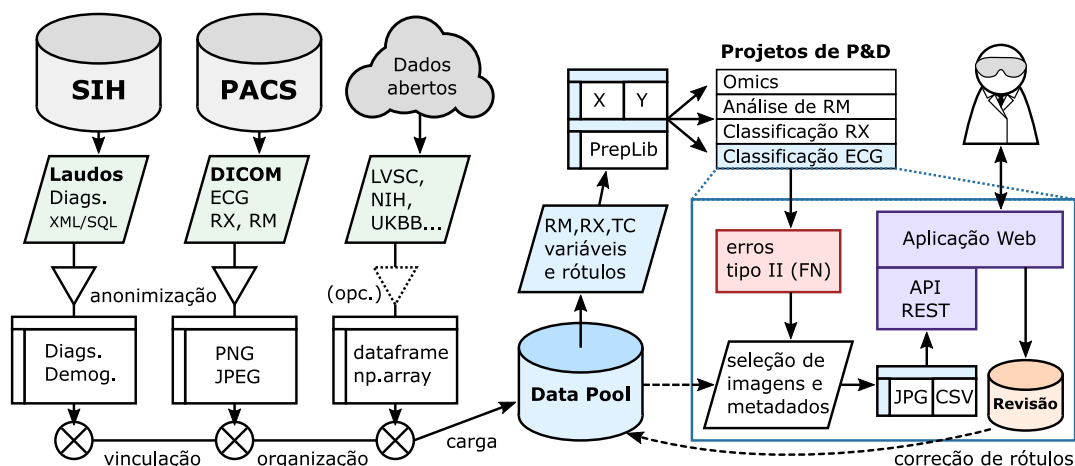 SIH
PACS
Dados
abertos
Laudos
Diags.
XML/SQL
DICOM
ECG
RX, RM
LVSC,
NIH,
UKBB...
anonimização
(opc.)
Diags.
Demog.
PNG
JPEG
dataframe
np.array
vinculação
organização
carga
X
Y
PrepLib
RM,RX,TC
variáveis
e rótulos
Data Pool
Projetos de P&D
Omics
Análise de RM
Classificação RX
Classificação ECG
erros
tipo II (FN)
seleção de
imagens e
metadados
JPG
CSV
Aplicação Web
API
REST
Revisão
correção de rótulos